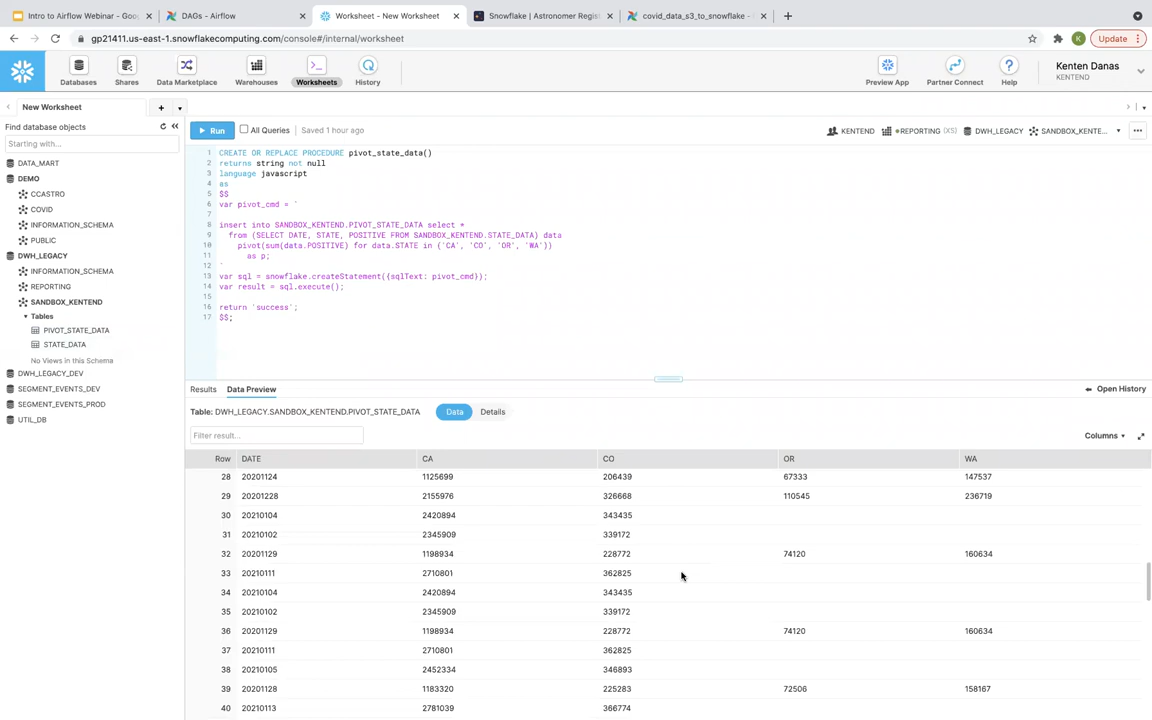 Intro to Airflow Webinar - Goo
DAGs - Airflow
Worksheet - New Worksheet
Snowflake | Astronomer Regist
covid_data_s3_to_snowflake -
gp21411.us-east-1.snowflakecomputing.com/console#/internal/worksheet
K
Update
Databases
Shares
Data Marketplace
Warehouses
Worksheets
History
Preview App
Partner Connect
Help
Kenten Danas
KENTEND
New Worksheet
Find database objects
Starting with...
DATA_MART
DEMO
CCASTRO
COVID
INFORMATION_SCHEMA
PUBLIC
DWH_LEGACY
INFORMATION_SCHEMA
REPORTING
SANDBOX_KENTEND
Tables
PIVOT_STATE_DATA
STATE_DATA
No Views in this Schema
DWH_LEGACY_DEV
SEGMENT_EVENTS_DEV
SEGMENT_EVENTS_PROD
UTIL_DB
Run All Queries Saved 1 hour ago
KENTEND REPORTING (XS) DWH_LEGACY SANDBOX_KENTE...
1 CREATE OR REPLACE PROCEDURE pivot_state_data()
2 returns string not null
3 language javascript
4 as
5 $$
6 var pivot_cmd = `
7
8 insert into SANDBOX_KENTEND.PIVOT_STATE_DATA select *
9 from (SELECT DATE, STATE, POSITIVE FROM SANDBOX_KENTEND.STATE_DATA) data
10 pivot(sum(data.POSITIVE) for data.STATE in ('CA', 'CO', 'OR', 'WA'))
11 as p;
12 `
13 var sql = snowflake.createStatement({sqlText: pivot_cmd});
14 var result = sql.execute();
15
16 return 'success';
17 $$;
Results Data Preview
Open History
Table: DWH_LEGACY.SANDBOX_KENTEND.PIVOT_STATE_DATA Data Details
Filter result...
Columns
Row DATE CA CO OR WA
28 20201124 1125699 206439 67333 147537
29 20201228 2155976 326668 110545 236719
30 20210104 2420894 343435
31 20210102 2345909 339172
32 20201129 1198934 228772 74120 160634
33 20210111 2710801 362825
34 20210104 2420894 343435
35 20210102 2345909 339172
36 20201129 1198934 228772 74120 160634
37 20210111 2710801 362825
38 20210105 2452334 346893
39 20201128 1183320 225283 72506 158167
40 20210113 2781039 366774